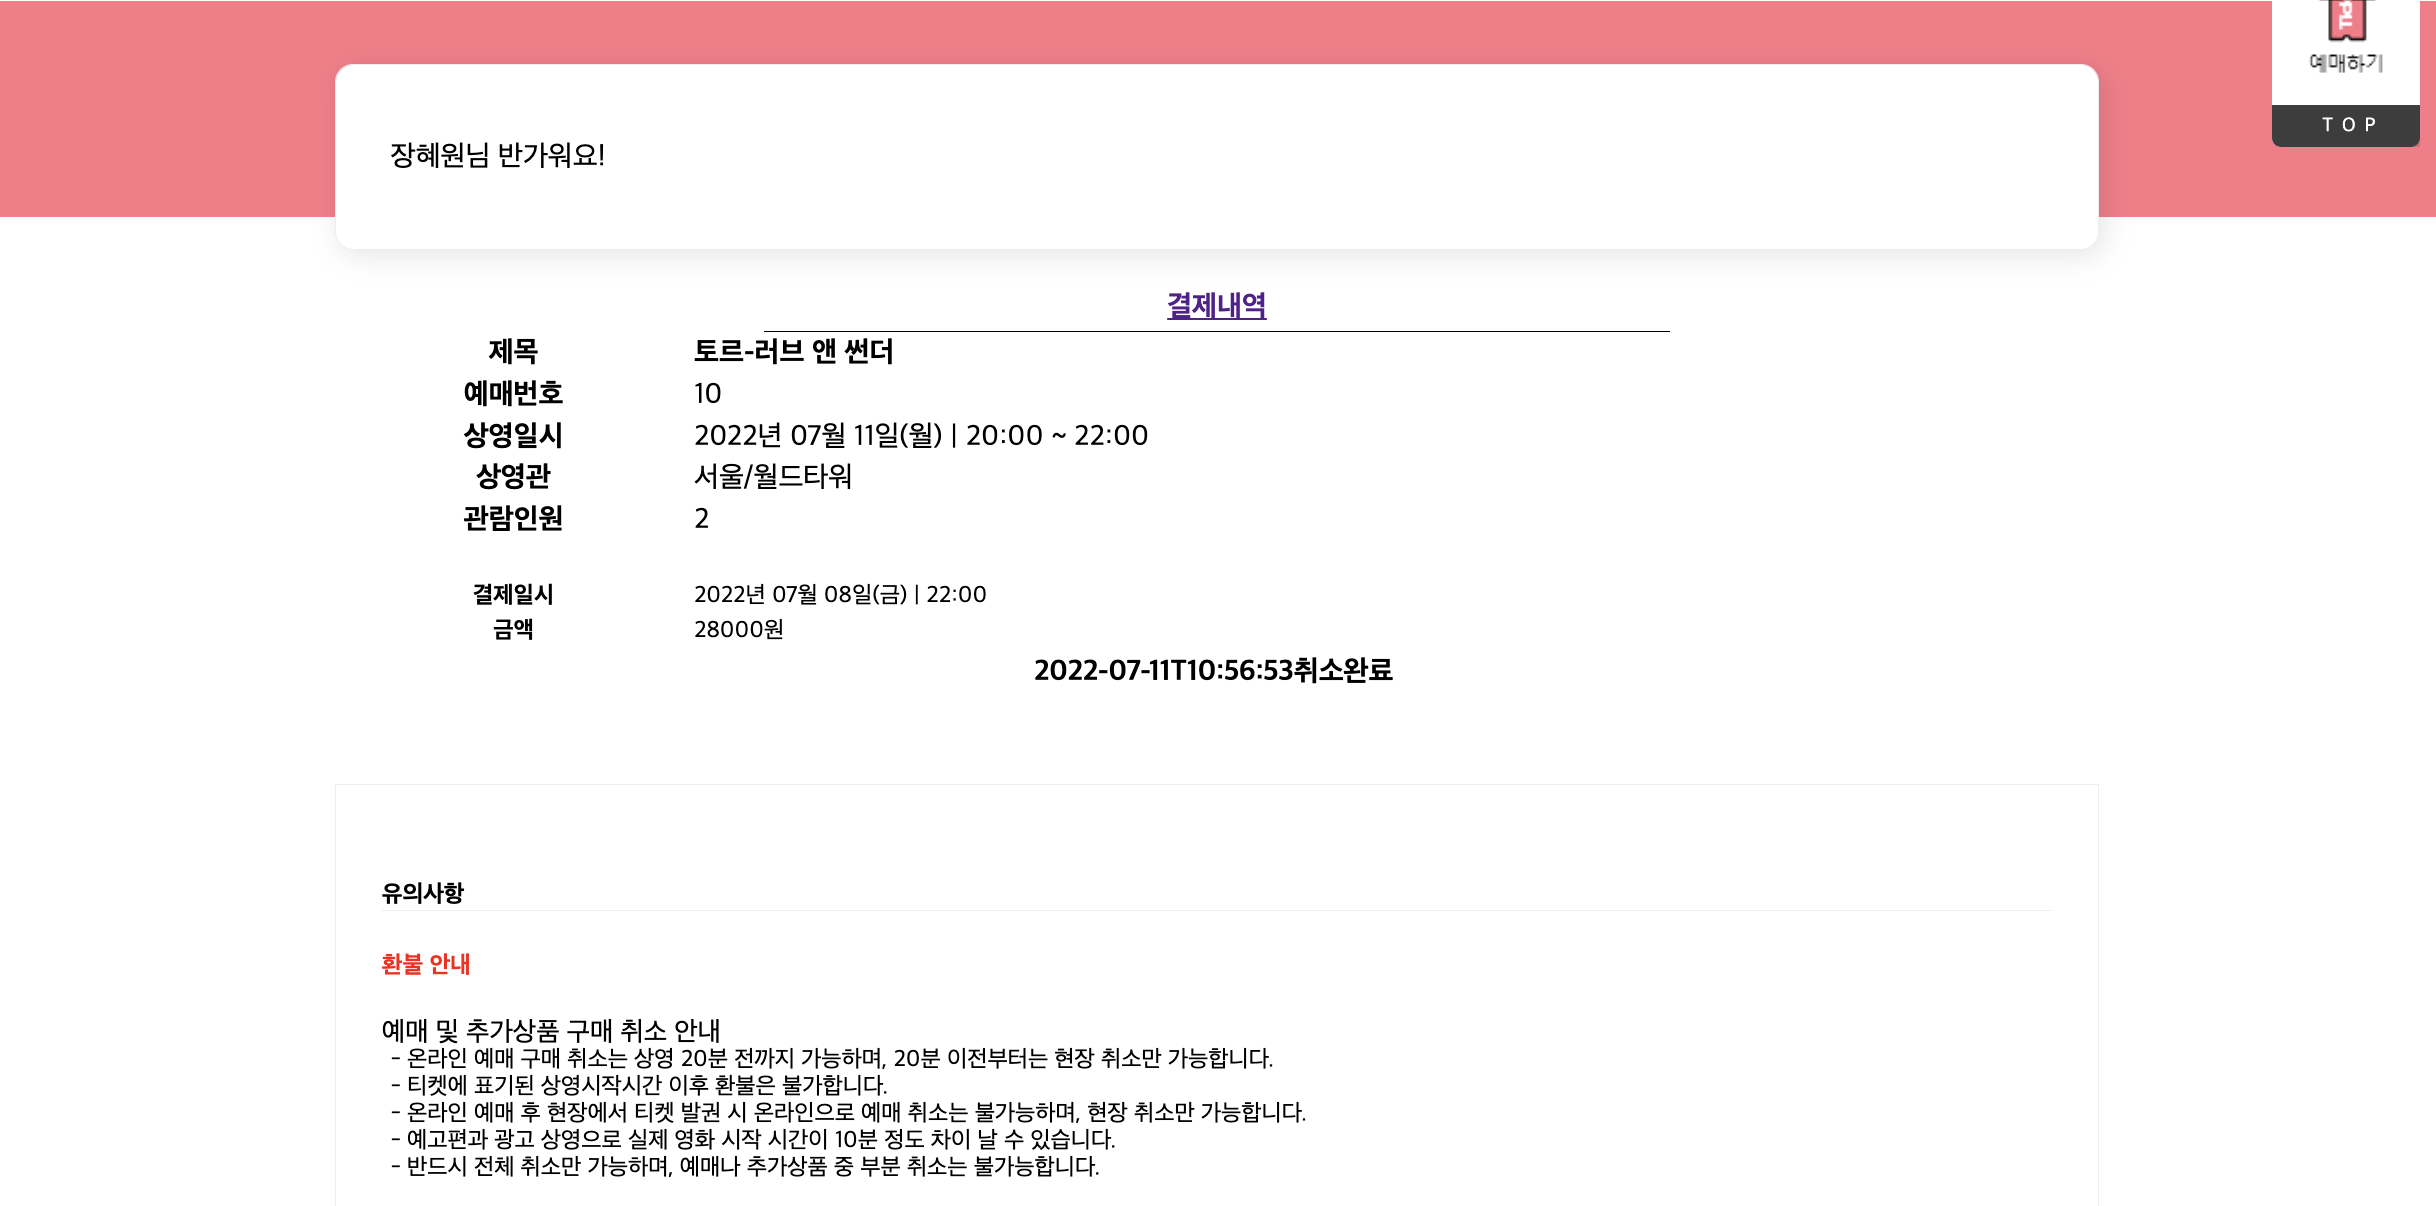 예매하기
TOP
장혜원님 반가워요!
결제내역
제목 토르-러브 앤 썬더
예매번호 10
상영일시 2022년 07월 11일(월) | 20:00 ~ 22:00
상영관 서울/월드타워
관람인원 2
결제일시 2022년 07월 08일(금) | 22:00
금액 28000원
2022-07-11T10:56:53취소완료
유의사항
환불 안내
예매 및 추가상품 구매 취소 안내
- 온라인 예매 구매 취소는 상영 20분 전까지 가능하며, 20분 이전부터는 현장 취소만 가능합니다.
- 티켓에 표기된 상영시작시간 이후 환불은 불가합니다.
- 온라인 예매 후 현장에서 티켓 발권 시 온라인으로 예매 취소는 불가능하며, 현장 취소만 가능합니다.
- 예고편과 광고 상영으로 실제 영화 시작 시간이 10분 정도 차이 날 수 있습니다.
- 반드시 전체 취소만 가능하며, 예매나 추가상품 중 부분 취소는 불가능합니다.